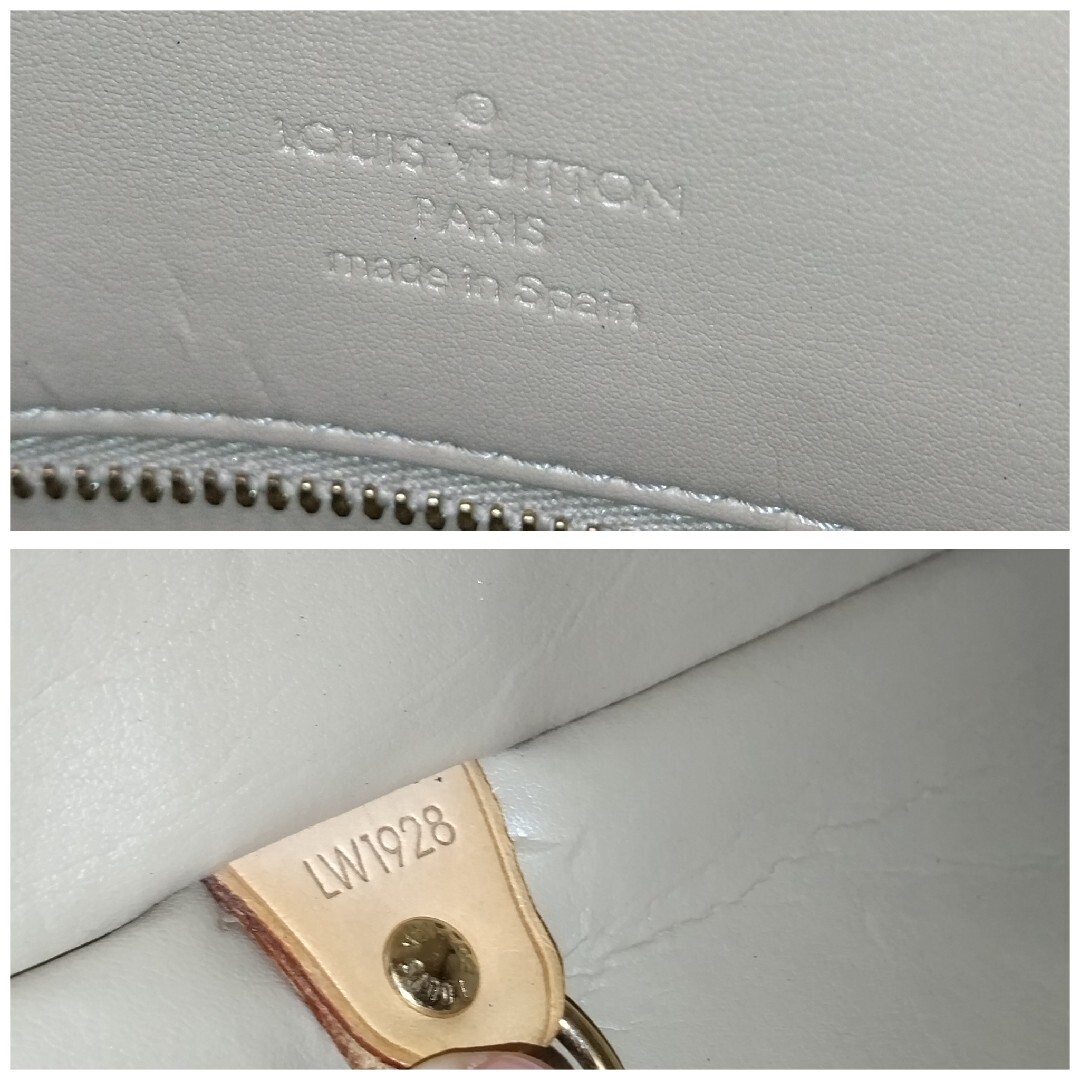 ®
LOUIS VUITTON
PARIS
made in Spain
LW1928